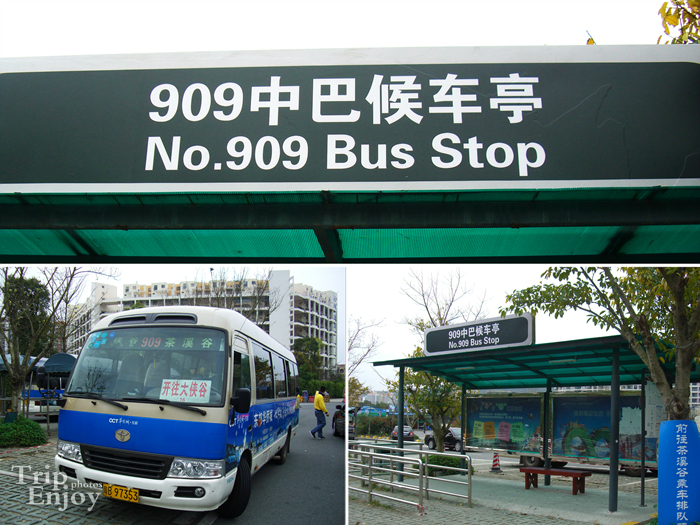 909中巴候车亭
No.909 Bus Stop
909 茶溪谷
开往大侠谷
OCT
B 97353
Trip
photos
Enjoy
909中巴候车亭
No.909 Bus Stop
前往茶溪谷乘车排队